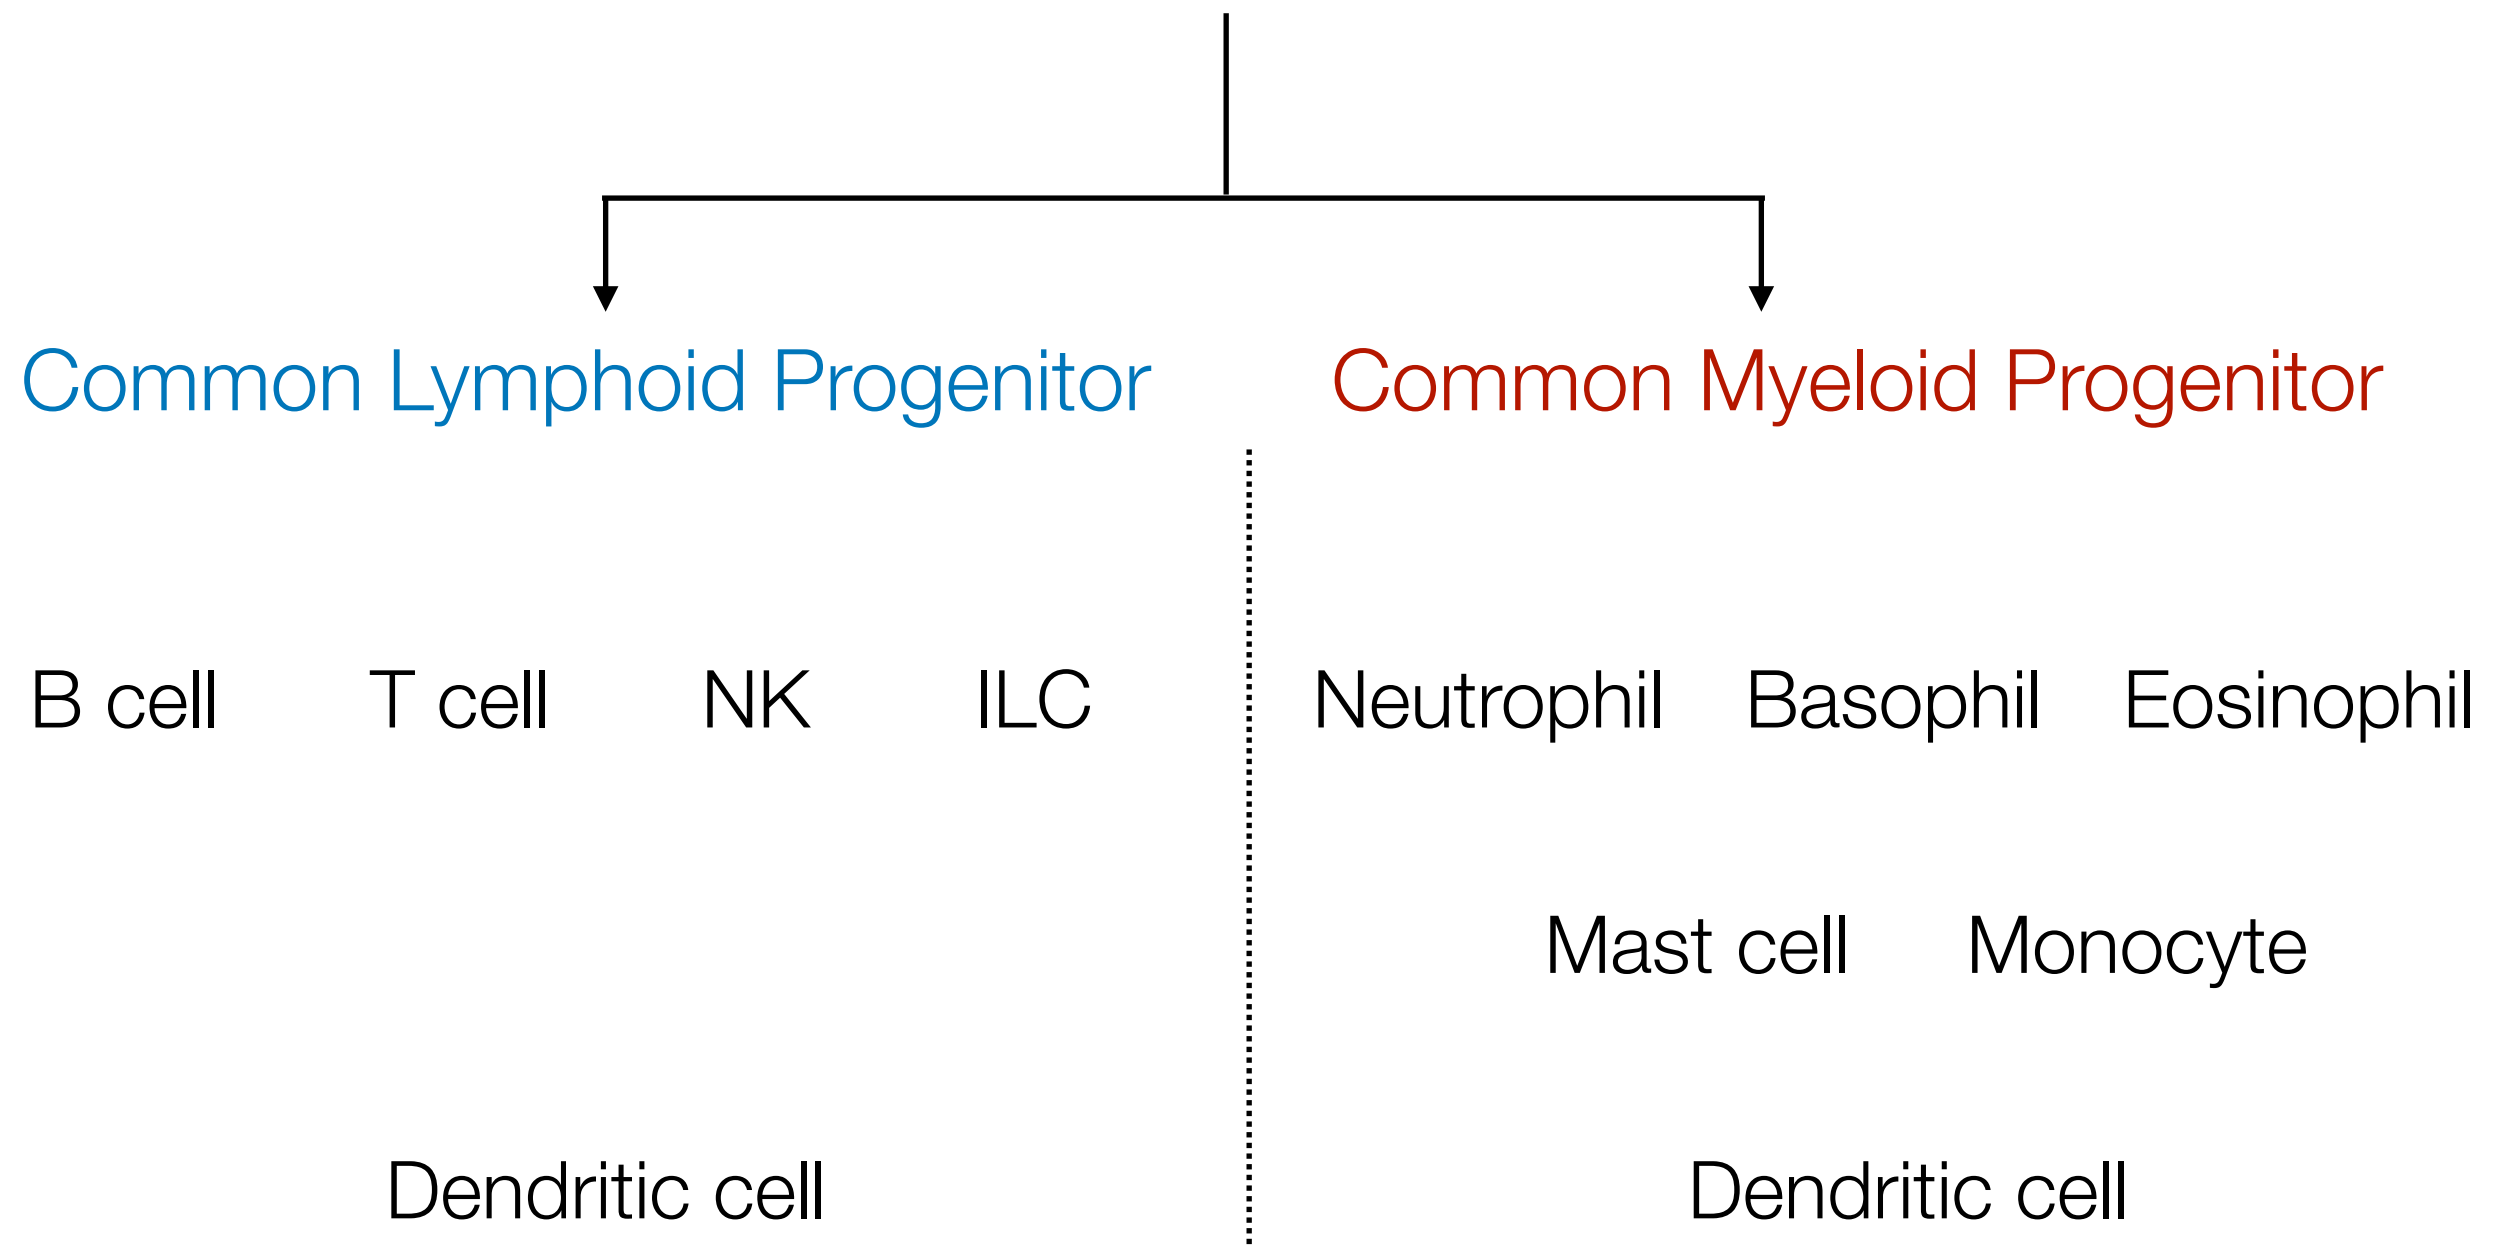 Common Lymphoid Progenitor
Common Myeloid Progenitor
B cell
T cell
NK
ILC
Neutrophil
Basophil
Eosinophil
Mast cell
Monocyte
Dendritic cell
Dendritic cell